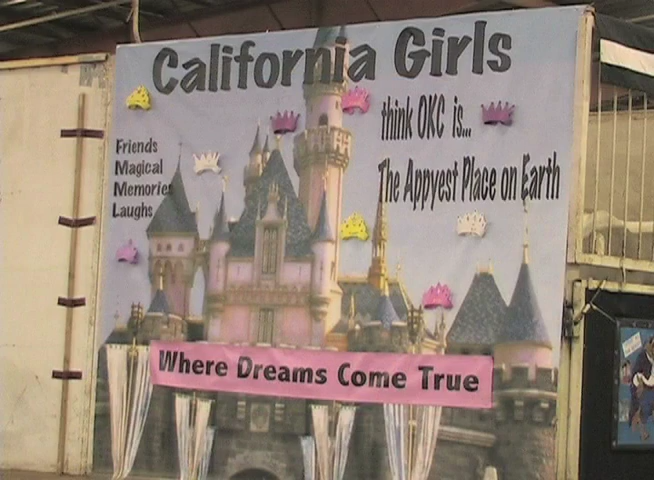 California Girls
think OKC is...
The Appyest Place on Earth
Friends
Magical
Memories
Laughs
Where Dreams Come True